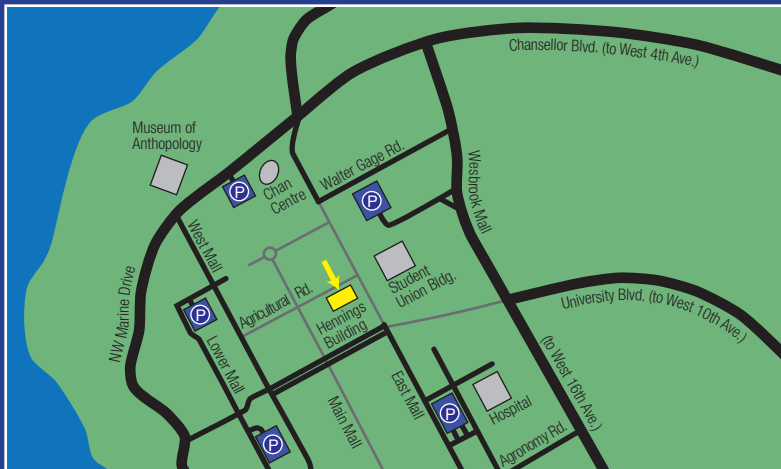 Chansellor Blvd. (to West 4th Ave.)
Museum of
Anthropology
Walter Gage Rd.
Wesbrook Mall
P
Chan
Centre
P
West Mall
Student
Union Bldg.
NW Marine Drive
Agricultural Rd.
Hennings
Building
University Blvd. (to West 10th Ave.)
P
Lower Mall
(to West 16th Ave.)
East Mall
Main Mall
Hospital
P
Agronomy Rd.
P